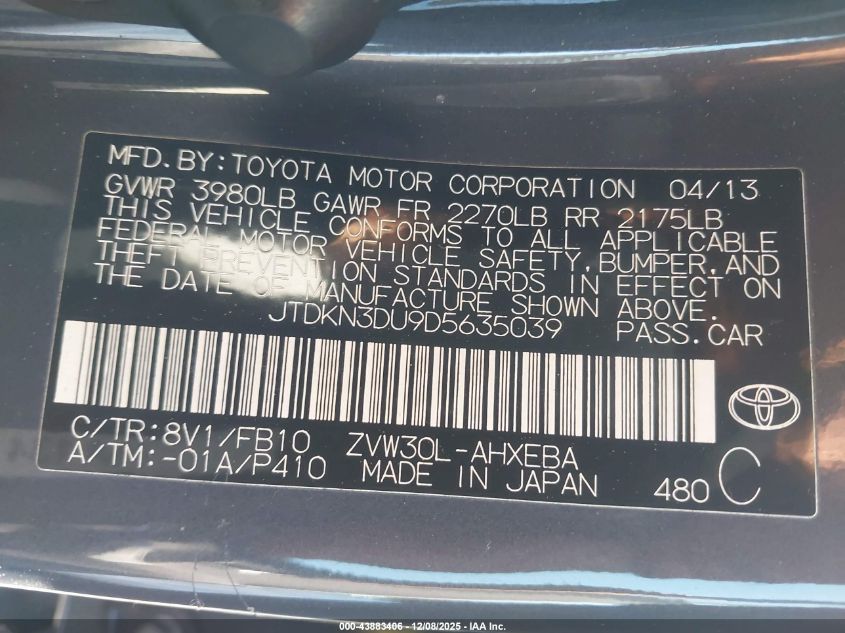 MFD.BY:TOYOTA MOTOR CORPORATION 04/13
GVWR 3980LB GAWR FR 2270LB RR 2175LB
THIS VEHICLE CONFORMS TO ALL APPLICABLE
FEDERAL MOTOR VEHICLE SAFETY,BUMPER,AND
THEFT PREVENTION STANDARDS IN EFFECT ON
THE DATE OF MANUFACTURE SHOWN ABOVE.
JTDKN3DU9D5635039 PASS.CAR
C/TR:8V1/FB10 ZVW30L-AHXEBA
A/TM:-01A/P410 MADE IN JAPAN 480 C
000-43883406 - 12/08/2025 - IAA Inc.